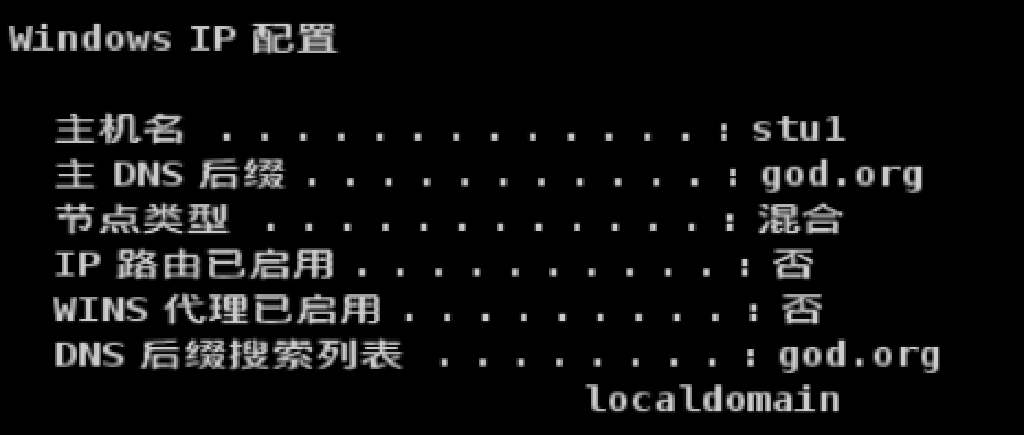 Windows IP 配置
主机名 . . . . . . . . . . . . . : stu1
主 DNS 后缀 . . . . . . . . . . . : god.org
节点类型 . . . . . . . . . . . . : 混合
IP 路由已启用 . . . . . . . . . . : 否
WINS 代理已启用 . . . . . . . . . : 否
DNS 后缀搜索列表 . . . . . . . . : god.org
localdomain